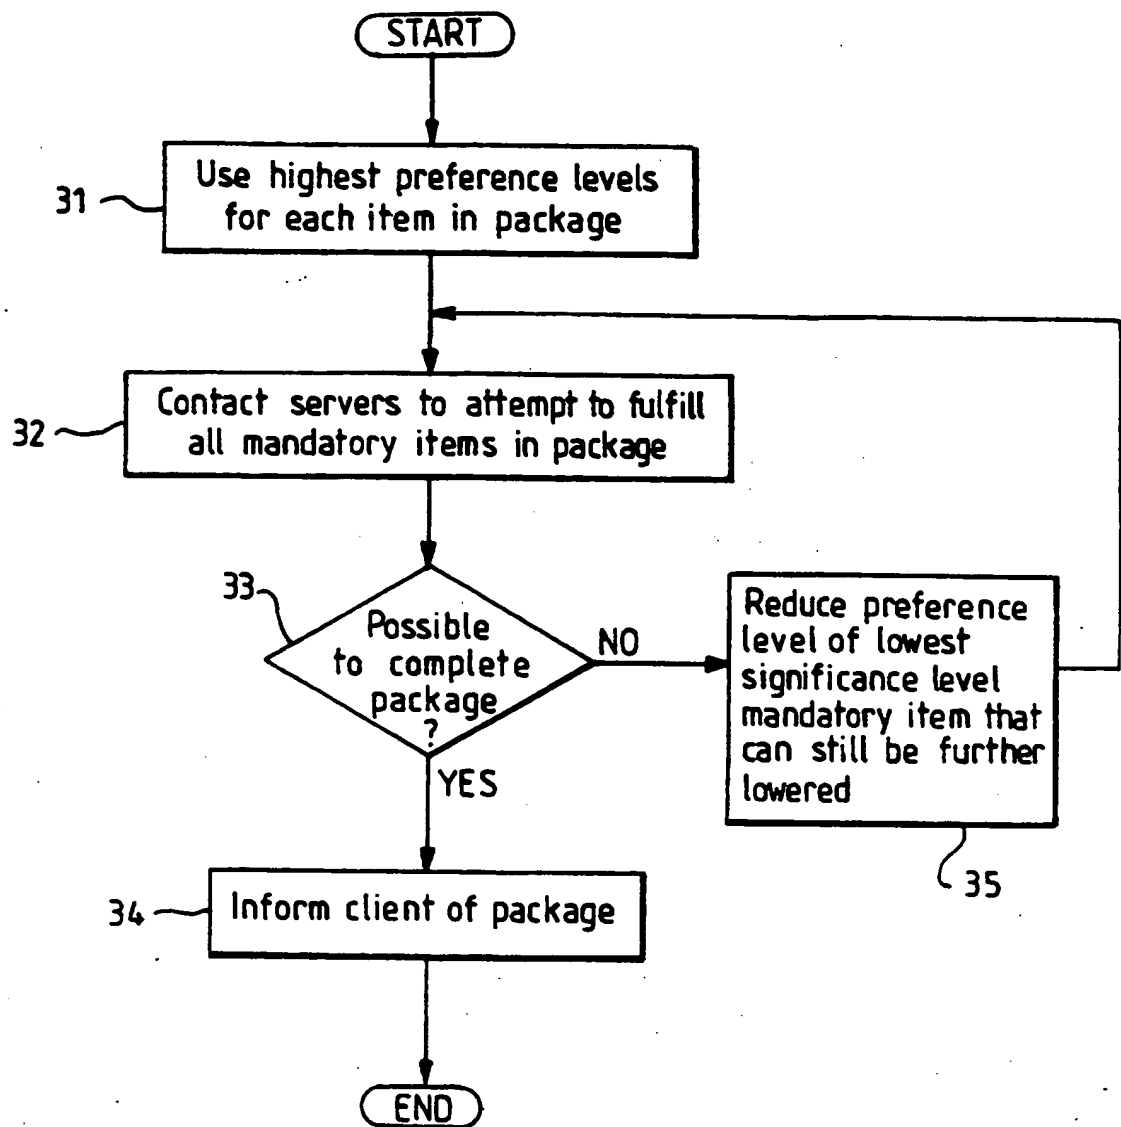 START
31
Use highest preference levels
for each item in package
32
Contact servers to attempt to fulfill
all mandatory items in package
33
Possible
to complete
package
?
NO
YES
Reduce preference
level of lowest
significance level
mandatory item that
can still be further
lowered
35
34
Inform client of package
END